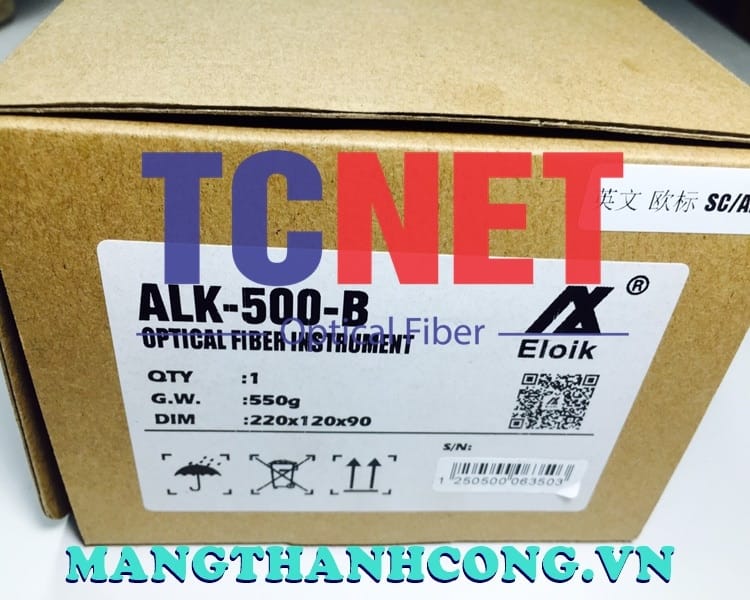 TCNET
英文 欧标 SC/A
ALK-500-B
Optical Fiber
OPTICAL FIBER INSTRUMENT
®
Eloik
QTY :1
G.W. :550g
DIM :220x120x90
S/N:
1 250500 063503
MANGTHANHCONG.VN